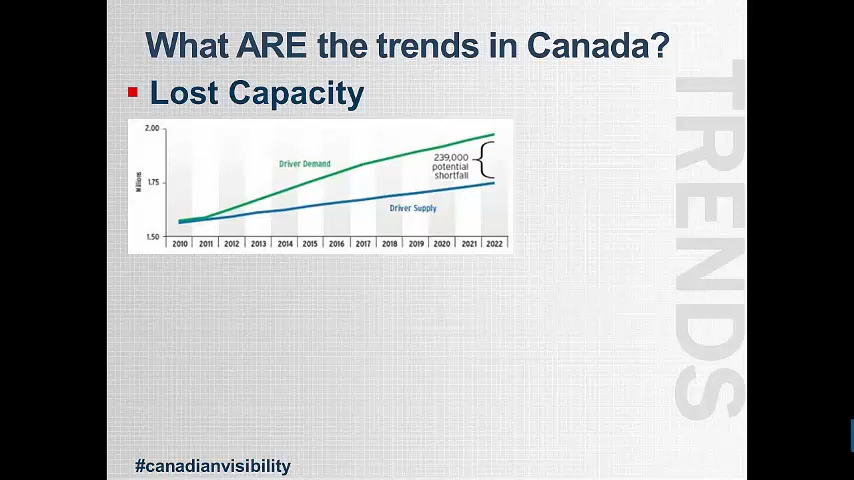 What ARE the trends in Canada?
Lost Capacity
TRENDS
2.00
Driver Demand
239,000
potential
shortfall
Millions
1.75
Driver Supply
1.50
2010 2011 2012 2013 2014 2015 2016 2017 2018 2019 2020 2021 2022
#canadianvisibility